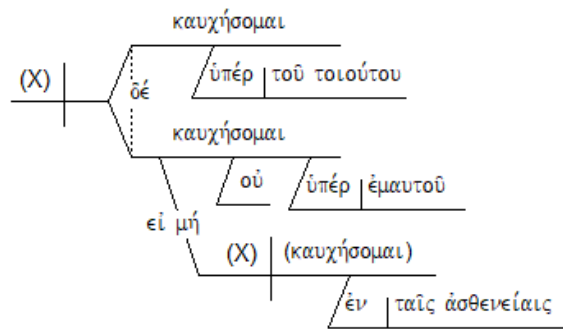 καυχήσομαι
(X)
ὑπέρ τοῦ τοιούτου
δέ
καυχήσομαι
οὐ ὑπέρ ἐμαυτοῦ
εἰ μή
(X) (καυχήσομαι)
ἐν ταῖς ἀσθενείαις